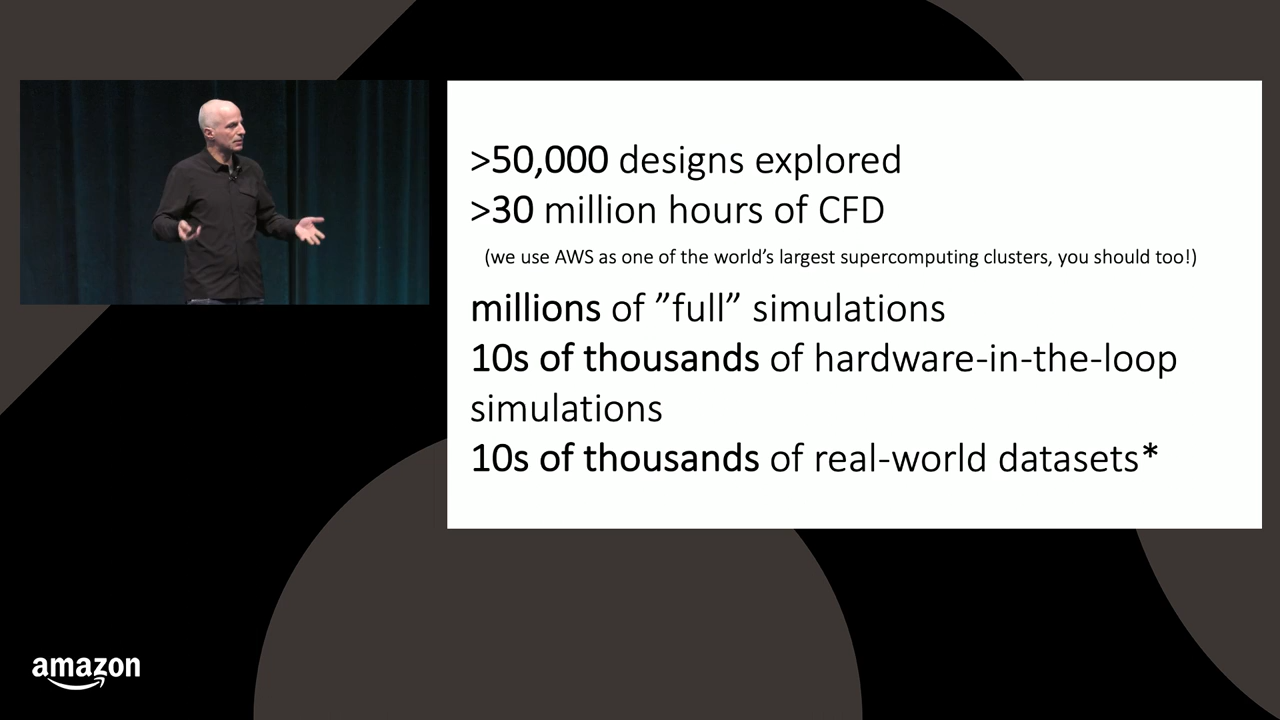 >50,000 designs explored
>30 million hours of CFD
(we use AWS as one of the world’s largest supercomputing clusters, you should too!)
millions of ”full” simulations
10s of thousands of hardware-in-the-loop
simulations
10s of thousands of real-world datasets*
amazon